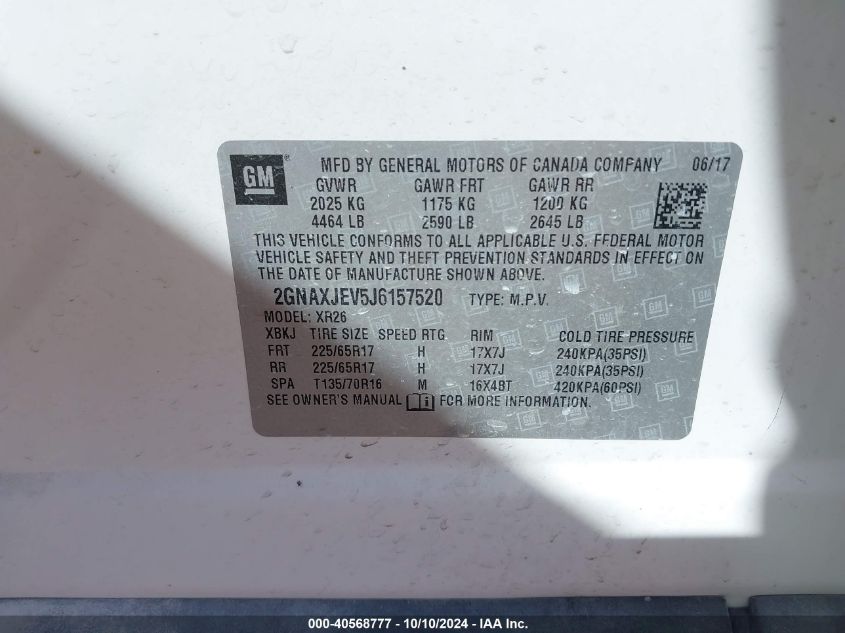 GM ® MFD BY GENERAL MOTORS OF CANADA COMPANY 06/17
GVWR GAWR FRT GAWR RR
2025 KG 1175 KG 1200 KG
4464 LB 2590 LB 2645 LB
THIS VEHICLE CONFORMS TO ALL APPLICABLE U.S. FEDERAL MOTOR
VEHICLE SAFETY AND THEFT PREVENTION STANDARDS IN EFFECT ON
THE DATE OF MANUFACTURE SHOWN ABOVE.
2GNAXJEV5J6157520 TYPE: M.P.V.
MODEL: XR26
XBKJ TIRE SIZE SPEED RTG RIM COLD TIRE PRESSURE
FRT 225/65R17 H 17X7J 240KPA(35PSI)
RR 225/65R17 H 17X7J 240KPA(35PSI)
SPA T135/70R16 M 16X4BT 420KPA(60PSI)
SEE OWNER'S MANUAL FOR MORE INFORMATION.
000-40568777 - 10/10/2024 - IAA Inc.